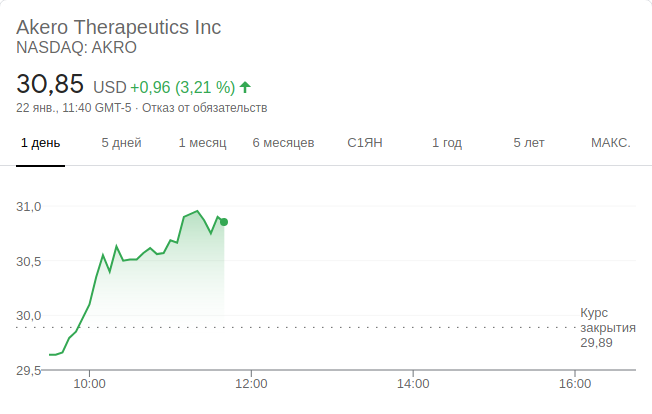 Akero Therapeutics Inc
NASDAQ: AKRO
30,85 USD +0,96 (3,21 %)
22 янв., 11:40 GMT-5 · Отказ от обязательств
1 день 5 дней 1 месяц 6 месяцев С1ЯН 1 год 5 лет МАКС.
31,0
30,5
30,0
Курс
закрытия
29,89
29,5
10:00 12:00 14:00 16:00